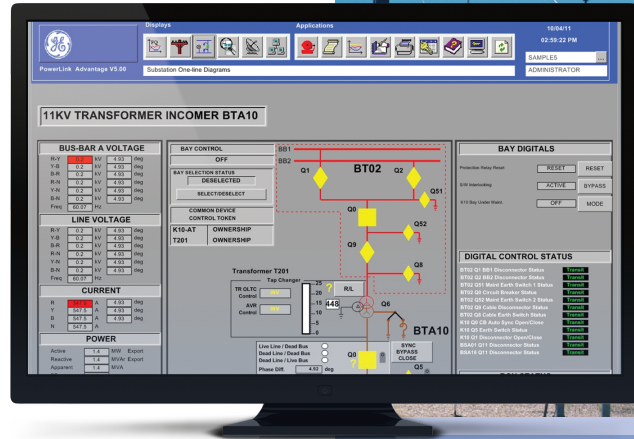 Displays
Applications
10/04/11
02:59:22 PM
SAMPLE5
...
PowerLink Advantage V5.00
Substation One-line Diagrams
ADMINISTRATOR
11KV TRANSFORMER INCOMER BTA10
BUS-BAR A VOLTAGE
R-Y 0.2 kV 4.93 deg
Y-B 0.2 kV 4.93 deg
B-R 0.2 kV 4.93 deg
R-N 0.2 kV 4.93 deg
Y-N 0.2 kV 4.93 deg
B-N 0.2 kV 4.93 deg
Freq 60.07 Hz
LINE VOLTAGE
R-Y 0.2 kV 4.93 deg
Y-B 0.2 kV 4.93 deg
B-R 0.2 kV 4.93 deg
R-N 0.2 kV 4.93 deg
Y-N 0.2 kV 4.93 deg
B-N 0.2 kV 4.93 deg
Freq 60.07 Hz
CURRENT
R 547.5 A 4.93 deg
Y 547.5 A 4.93 deg
B 547.5 A 4.93 deg
N 547.5 A
POWER
Active 1.4 MW Export
Reactive 1.4 MVAr Export
Apparent 1.4 MVA
BAY CONTROL
OFF
BAY SELECTION STATUS
DESELECTED
SELECT/DESELECT
COMMON DEVICE
CONTROL TOKEN
K10-AT OWNERSHIP
T201 OWNERSHIP
BB1
BB2
Q1
BT02
Q2
Q51
Q0
Q52
Q9
Q8
Transformer T201
Tap Changer
TR OLTC
Control
AVR
Control
25
20
15
10
5
0
?
R/L
448
Q6
BTA10
Live Line / Dead Bus
Dead Line / Dead Bus
Dead Line / Live Bus
Phase Diff. 4.93 deg
Q0
?
SYNC
BYPASS
CLOSE
Q5
BAY DIGITALS
Protection Relay Reset RESET RESET
S/W Interlocking ACTIVE BYPASS
K10 Bay Under Maint. OFF MODE
DIGITAL CONTROL STATUS
BT02 Q1 BB1 Disconnector Status Transit
BT02 Q2 BB2 Disconnector Status Transit
BT02 Q51 Maint Earth Switch 1 Status Transit
BT02 Q0 Circuit Breaker Status Transit
BT02 Q52 Maint Earth Switch 2 Status Transit
BT02 Q9 Cable Disconnector Status Transit
BT02 Q8 Cable Earth Switch Status Transit
K10 Q0 CB Auto Sync Open/Close Transit
K10 Q5 Earth Switch Status Transit
K10 Q1 Disconnector Open/Close Transit
BSA01 Q11 Disconnector Status Transit
BSA18 Q11 Disconnector Status Transit